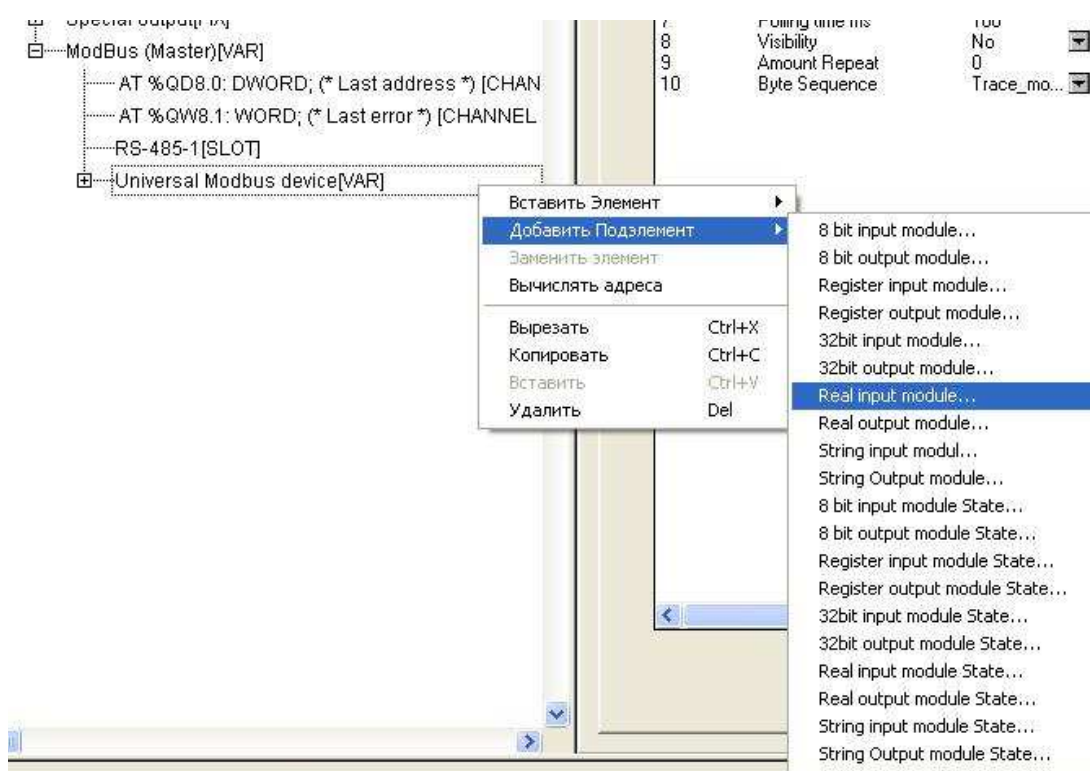 Special output[FIX]
ModBus (Master)[VAR]
AT %QD8.0: DWORD; (* Last address *) [CHAN
AT %QW8.1: WORD; (* Last error *) [CHANNEL
RS-485-1[SLOT]
Universal Modbus device[VAR]
7 Polling time ms 100
8 Visibility No
9 Amount Repeat 0
10 Byte Sequence Trace_mo...
Вставить Элемент
Добавить Подэлемент
Заменить элемент
Вычислять адреса
Вырезать Ctrl+X
Копировать Ctrl+C
Вставить Ctrl+V
Удалить Del
8 bit input module...
8 bit output module...
Register input module...
Register output module...
32bit input module...
32bit output module...
Real input module...
Real output module...
String input modul...
String Output module...
8 bit input module State...
8 bit output module State...
Register input module State...
Register output module State...
32bit input module State...
32bit output module State...
Real input module State...
Real output module State...
String input module State...
String Output module State...